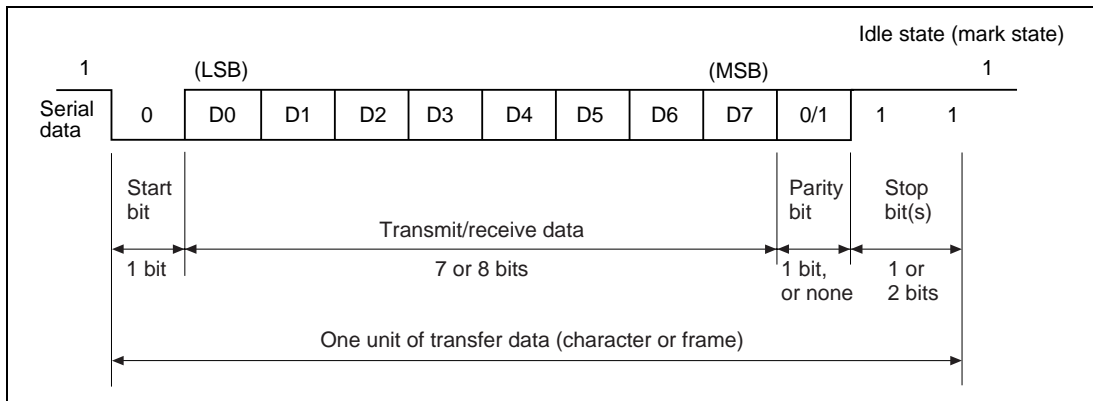 Idle state (mark state)
1 (LSB) (MSB) 1
Serial
data
0 D0 D1 D2 D3 D4 D5 D6 D7 0/1 1 1
Start
bit
Transmit/receive data
Parity
bit
Stop
bit(s)
1 bit
7 or 8 bits
1 bit,
or none
1 or
2 bits
One unit of transfer data (character or frame)